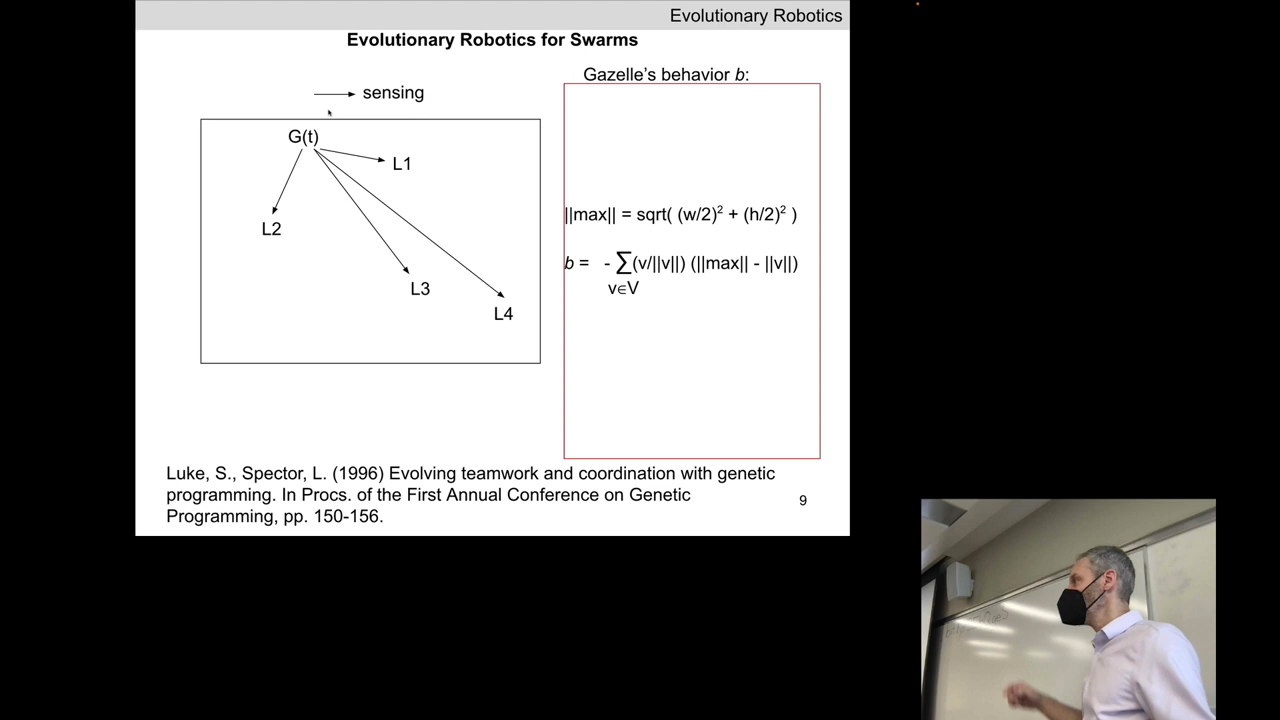 Evolutionary Robotics
Evolutionary Robotics for Swarms
Gazelle's behavior b:
sensing
G(t)
L1
L2
L3
L4
||max|| = sqrt( (w/2)² + (h/2)² )
b = - ∑(v/||v||) (||max|| - ||v||)
v∈V
Luke, S., Spector, L. (1996) Evolving teamwork and coordination with genetic
programming. In Procs. of the First Annual Conference on Genetic
Programming, pp. 150-156.
9